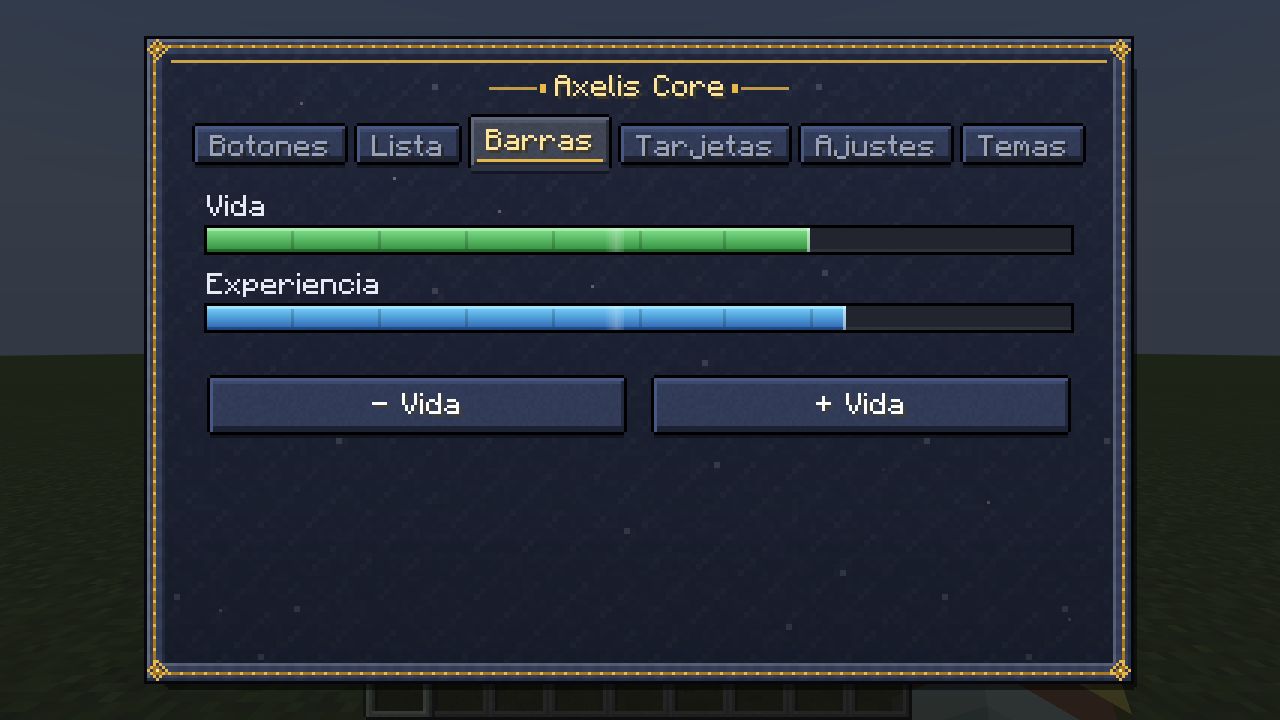 Axelis Core
Botones Lista Barras Tarjetas Ajustes Temas
Vida
Experiencia
- Vida + Vida